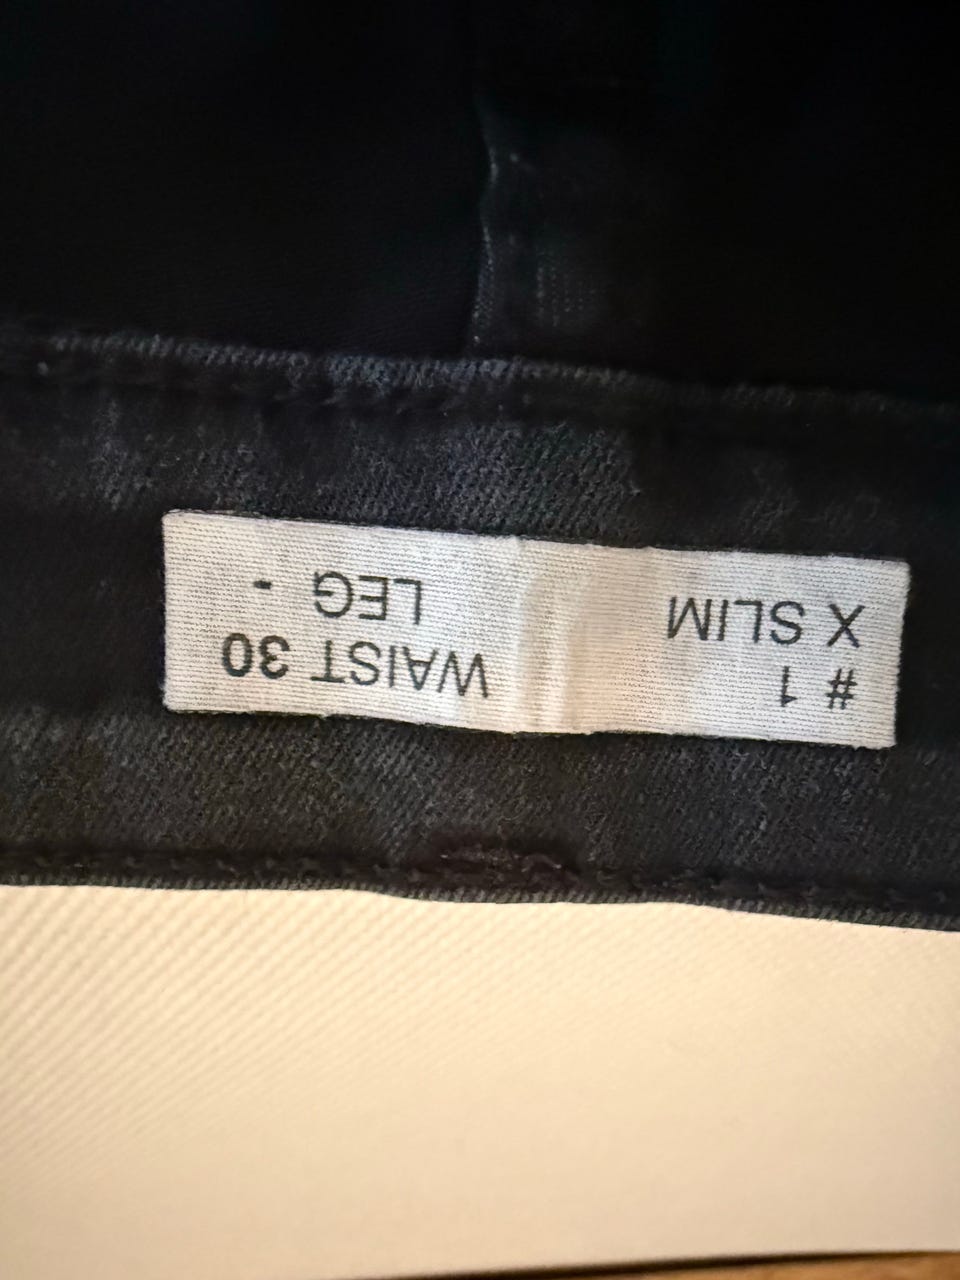 # 1
X SLIM
WAIST 30
LEG -